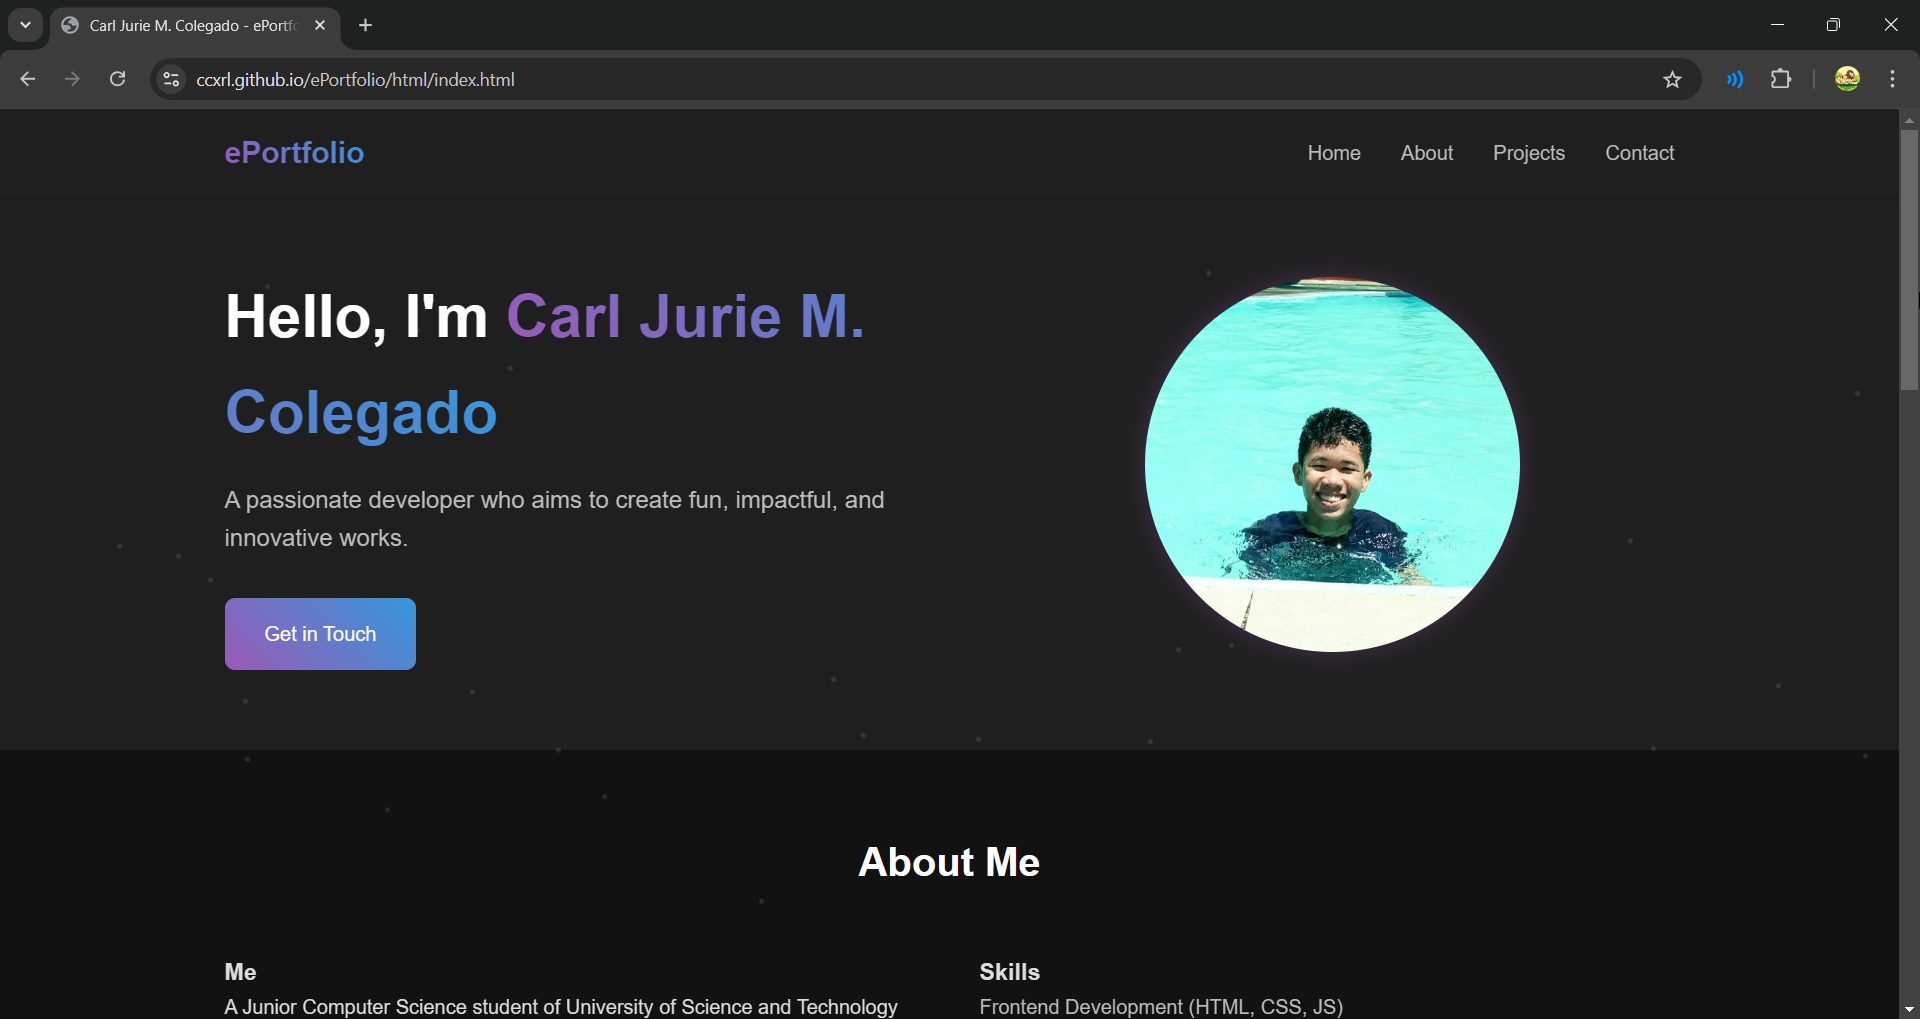 Carl Jurie M. Colegado - ePortfo
ccxrl.github.io/ePortfolio/html/index.html
ePortfolio
Home
About
Projects
Contact
Hello, I'm Carl Jurie M.
Colegado
A passionate developer who aims to create fun, impactful, and
innovative works.
Get in Touch
About Me
Me
A Junior Computer Science student of University of Science and Technology
Skills
Frontend Development (HTML, CSS, JS)